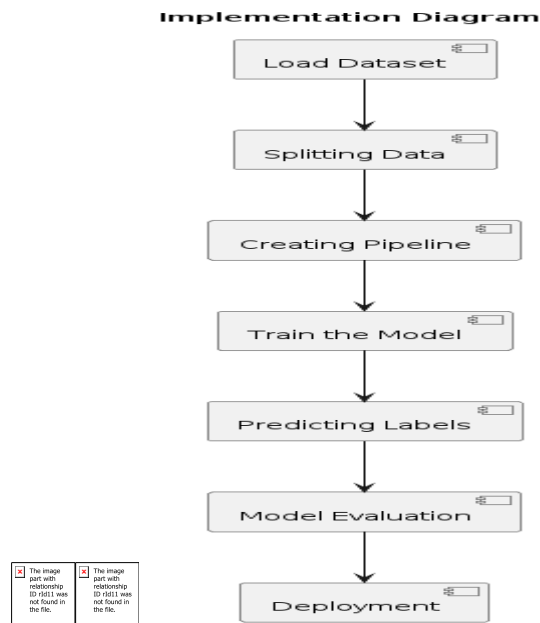 Implementation Diagram
Load Dataset
Splitting Data
Creating Pipeline
Train the Model
Predicting Labels
Model Evaluation
Deployment
The image
part with
relationship
ID rId11 was
not found in
the file.
The image
part with
relationship
ID rId11 was
not found in
the file.